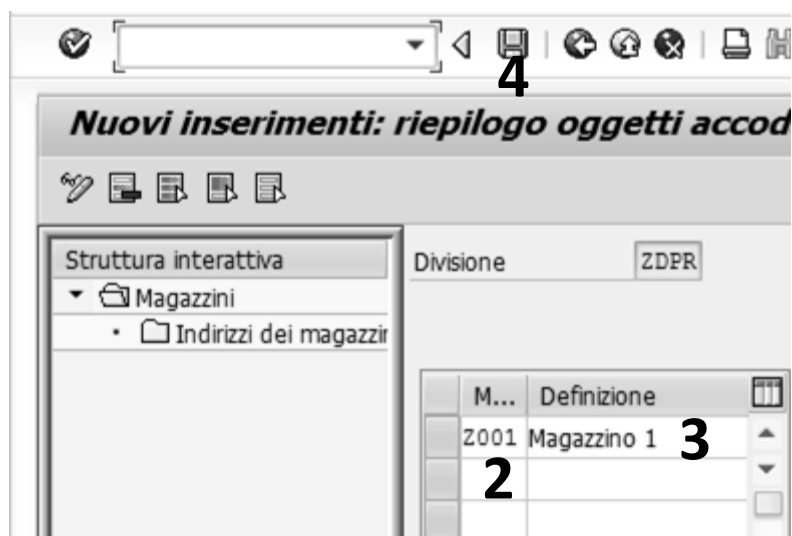 4
Nuovi inserimenti: riepilogo oggetti accod
Struttura interattiva
Magazzini
Indirizzi dei magazzir
Divisione ZDPR
M... Definizione
Z001 Magazzino 1 3
2